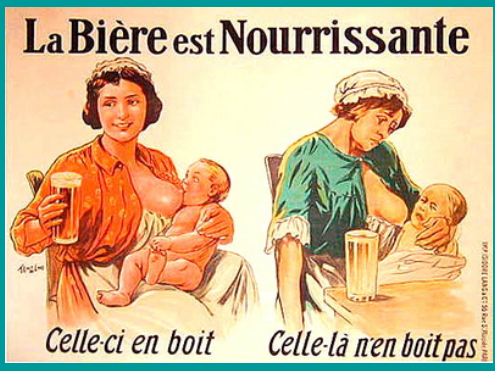 La Bière est Nourrissante
Celle-ci en boit
Celle-là n'en boit pas